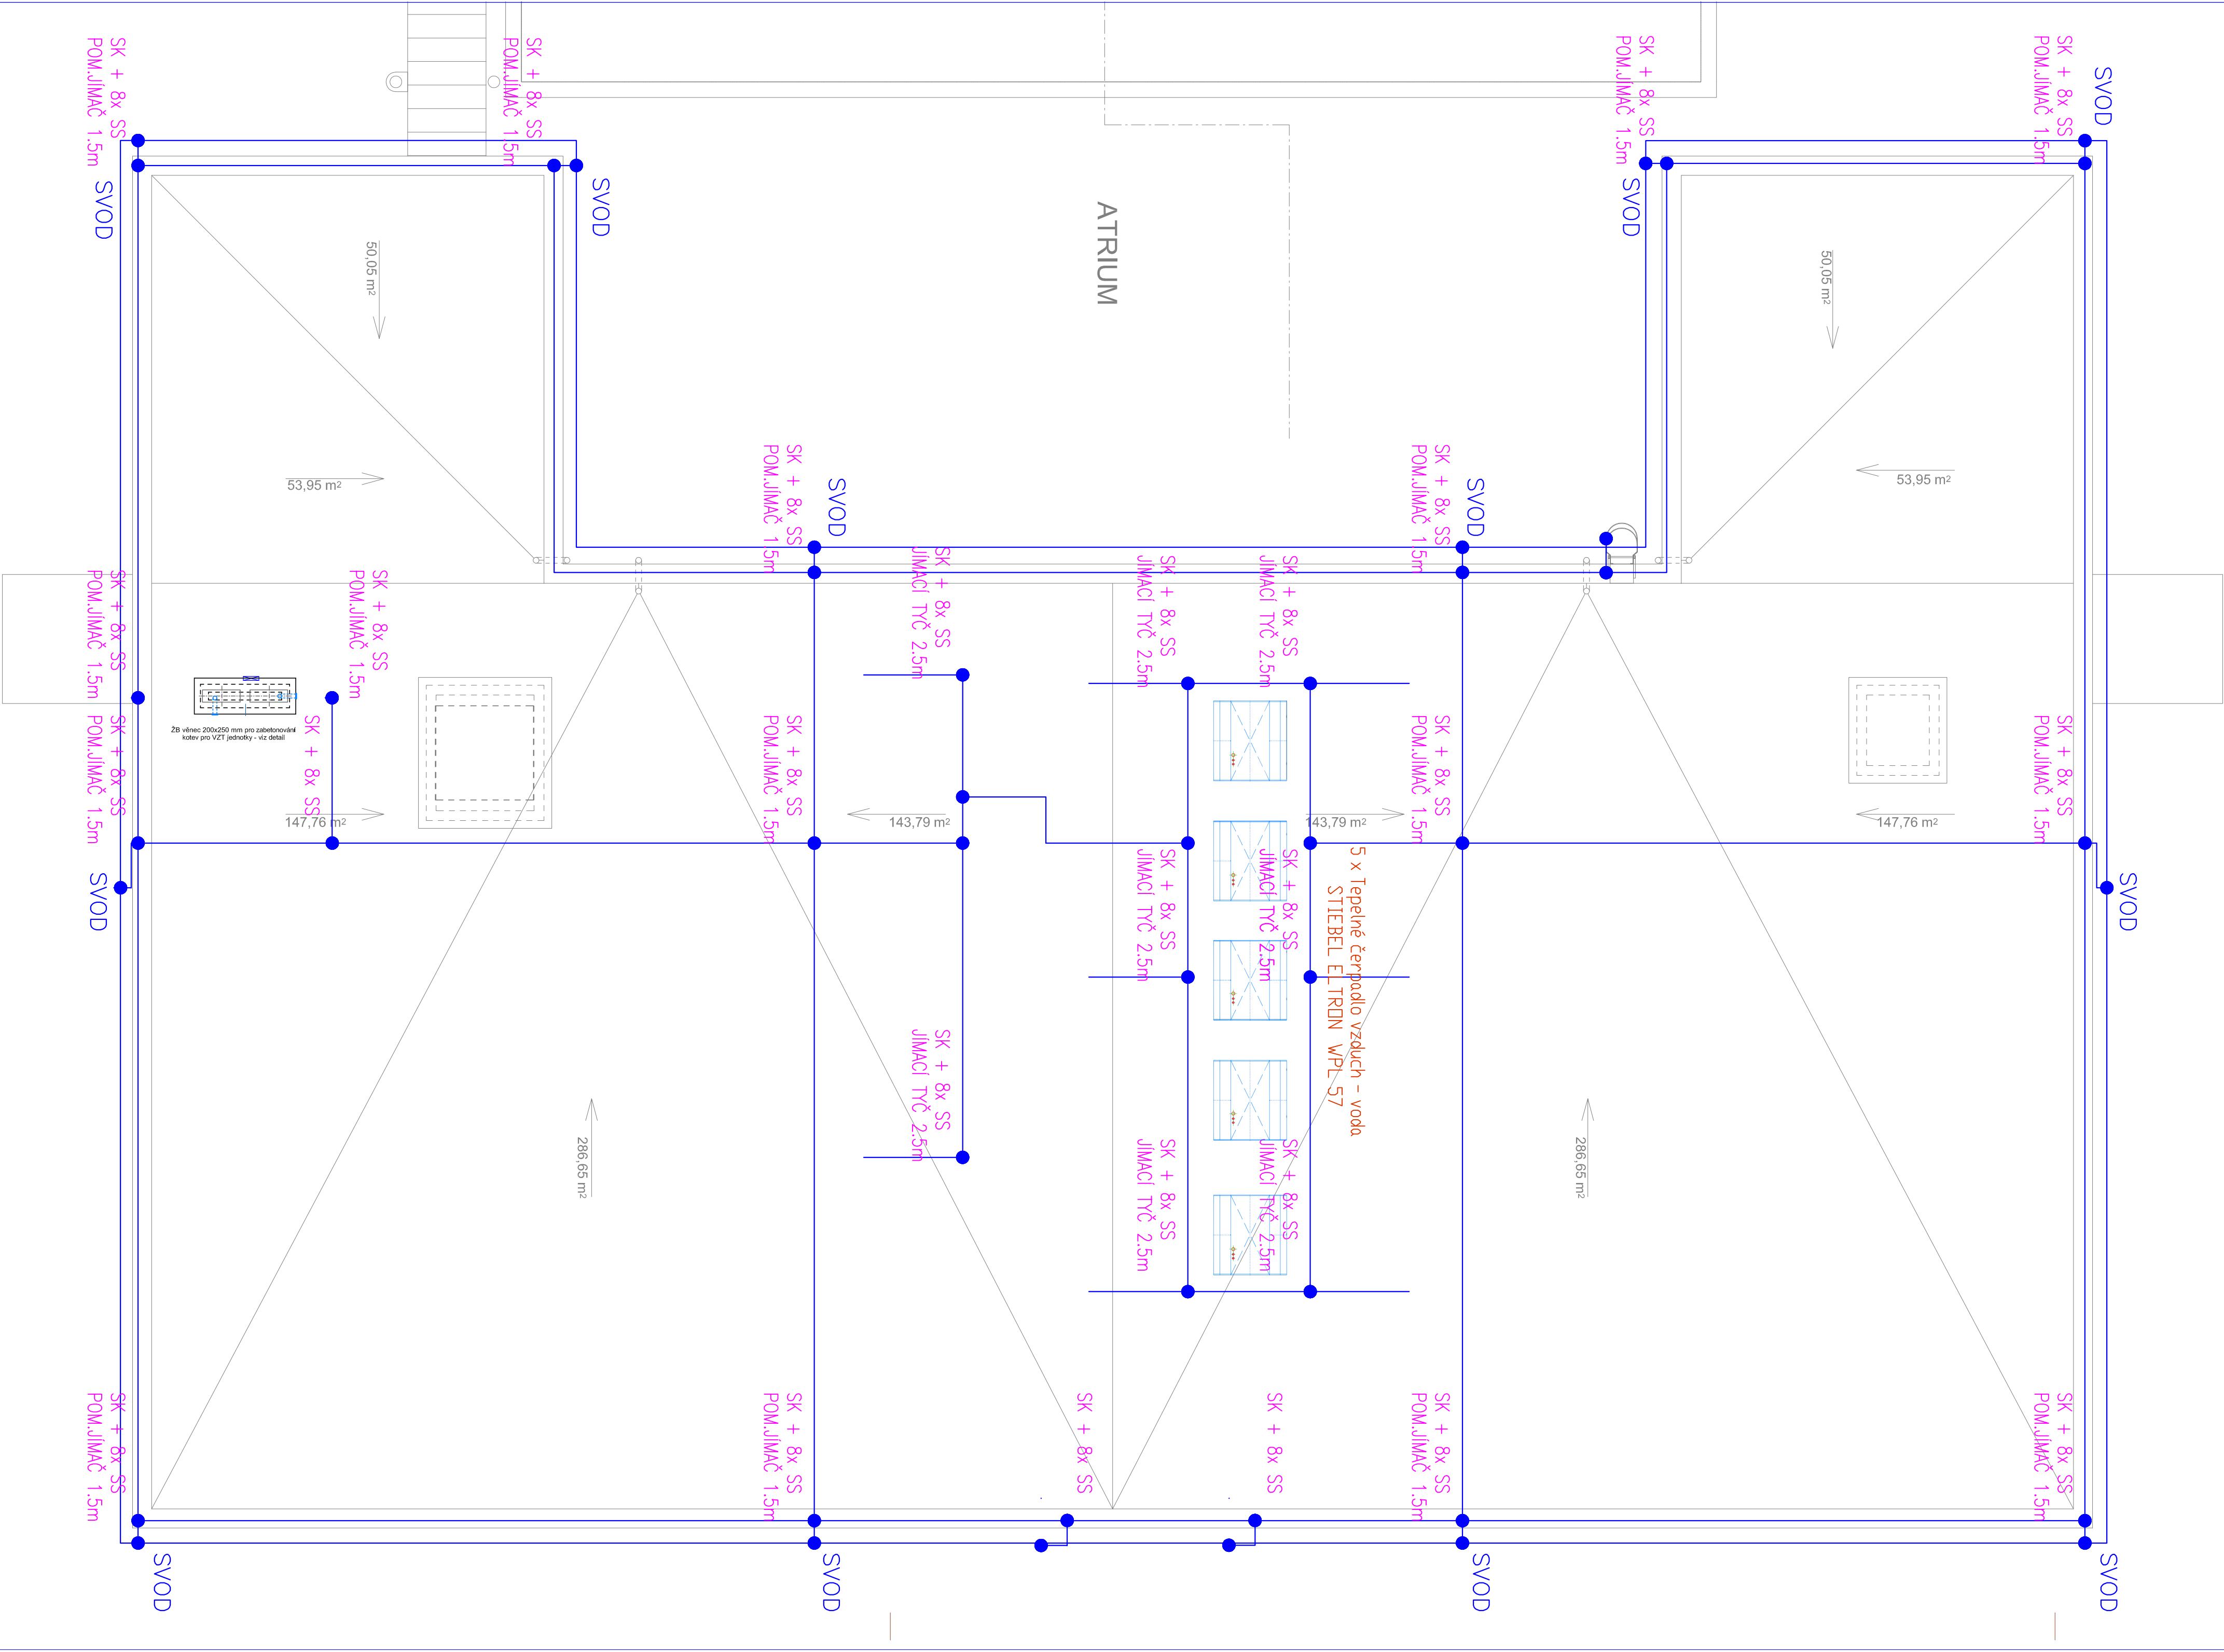 SK + 8x SS
POM.JÍMAČ 1.5m
SK + 8x SS
POM.JÍMAČ 1.5m
SK + 8x SS
POM.JÍMAČ 1.5m
SK + 8x SS
POM.JÍMAČ 1.5m
SVOD
SVOD
SVOD
SVOD
ATRIUM
50,05 m2
50,05 m2
53,95 m2
53,95 m2
SK + 8x SS
POM.JÍMAČ 1.5m
SVOD
SK + 8x SS
POM.JÍMAČ 1.5m
SVOD
SK + 8x SS
JÍMACÍ TYČ 2.5m
SK + 8x SS
JÍMACÍ TYČ 2.5m
SK + 8x SS
JÍMACÍ TYČ 2.5m
SK + 8x SS
POM.JÍMAČ 1.5m
SK + 8x SS
POM.JÍMAČ 1.5m
ŽB věnec 200x250 mm pro zabetonování
kotev pro VZT jednotky - viz detail
SK + 8x SS
POM.JÍMAČ 1.5m
SK + 8x SS
SK + 8x SS
POM.JÍMAČ 1.5m
SK + 8x SS
POM.JÍMAČ 1.5m
SK + 8x SS
POM.JÍMAČ 1.5m
147,76 m2
143,79 m2
143,79 m2
147,76 m2
SVOD
SVOD
SK + 8x SS
JÍMACÍ TYČ 2.5m
SK + 8x SS
JÍMACÍ TYČ 2.5m
5 x Tepelné čerpadlo vzduch - voda
STIEBEL ELTRON WPL 57
SK + 8x SS
JÍMACÍ TYČ 2.5m
SK + 8x SS
JÍMACÍ TYČ 2.5m
SK + 8x SS
JÍMACÍ TYČ 2.5m
286,65 m2
286,65 m2
SK + 8x SS
POM.JÍMAČ 1.5m
SK + 8x SS
POM.JÍMAČ 1.5m
SK + 8x SS
SK + 8x SS
SK + 8x SS
POM.JÍMAČ 1.5m
SK + 8x SS
POM.JÍMAČ 1.5m
SVOD
SVOD
SVOD
SVOD